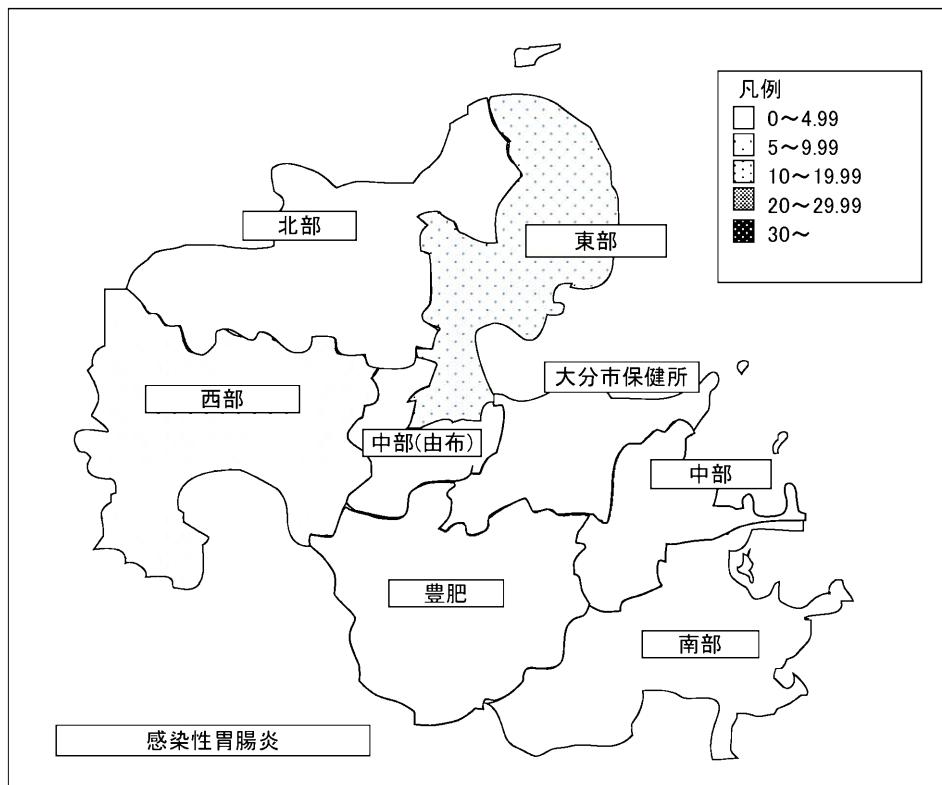 凡例
0～4.99
5～9.99
10～19.99
20～29.99
30～
北部
東部
大分市保健所
西部
中部(由布)
中部
豊肥
南部
感染性胃腸炎